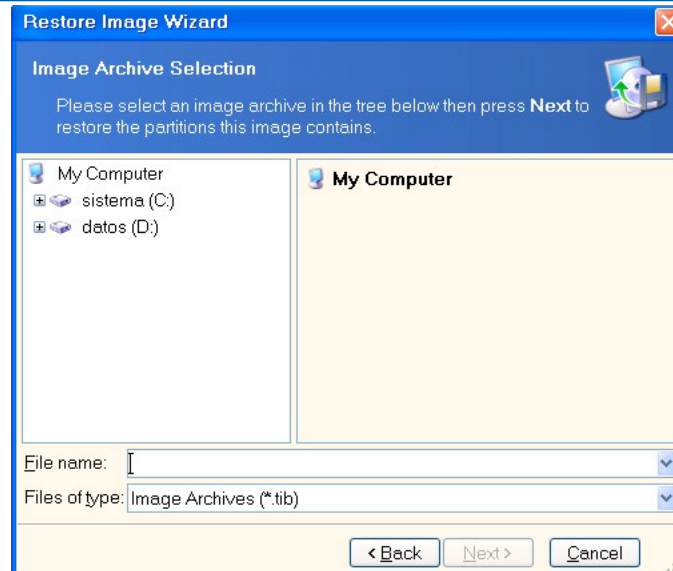 Restore Image Wizard
Image Archive Selection
Please select an image archive in the tree below then press Next to
restore the partitions this image contains.
My Computer
sistema (C:)
datos (D:)
My Computer
File name:
Files of type: Image Archives (*.tib)
< Back Next > Cancel